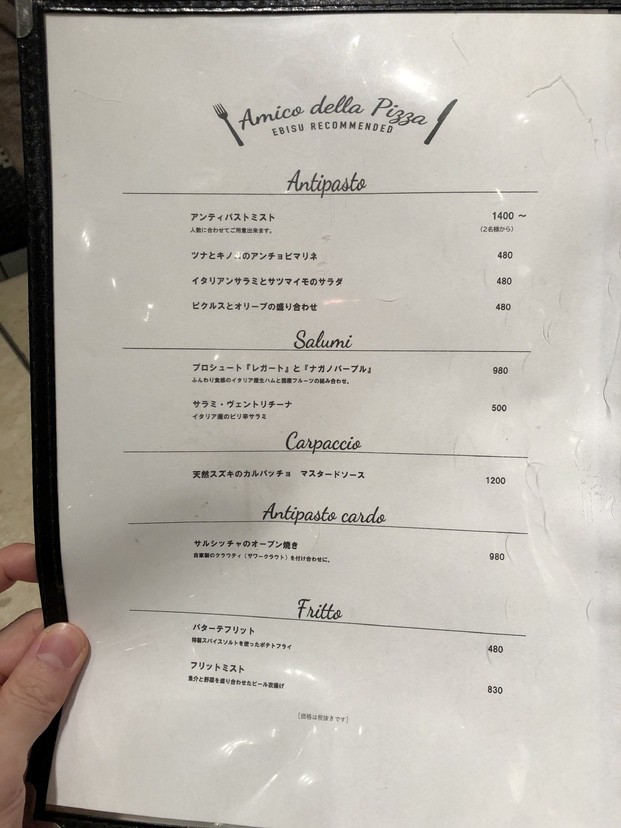 Amico della Pizza
EBISU RECOMMENDED
Antipasto
アンティパストミスト 1400 〜
人数に合わせてご用意出来ます。 (2名様から)
ツナとキノコのアンチョビマリネ 480
イタリアンサラミとサツマイモのサラダ 480
ピクルスとオリーブの盛り合わせ 480
Salumi
プロシュート『レガート』と『ナガノパープル』 980
ふんわり食感のイタリア産生ハムと国産フルーツの組み合わせ。
サラミ・ヴェントリチーナ 500
イタリア産のピリ辛サラミ
Carpaccio
天然スズキのカルパッチョ マスタードソース 1200
Antipasto cardo
サルシッチャのオーブン焼き 980
自家製のクラウティ（サワークラウト）を付け合わせに。
Fritto
パターテフリット 480
特製スパイスソルトを使ったポテトフライ
フリットミスト 830
魚介と野菜を盛り合わせたビール衣揚げ
[価格は税抜きです]